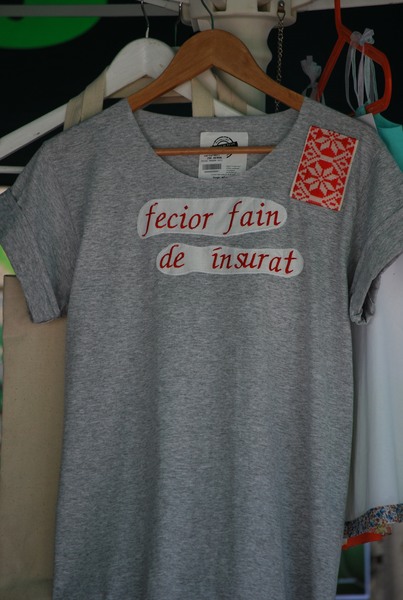 fecior fain
de însurat